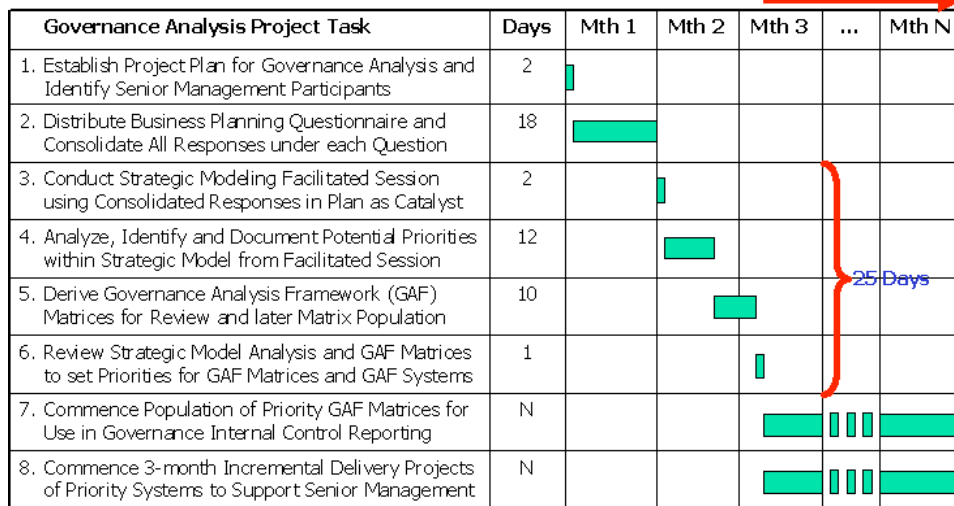 Governance Analysis Project Task Days Mth 1 Mth 2 Mth 3 ... Mth N
1. Establish Project Plan for Governance Analysis and 2
Identify Senior Management Participants
2. Distribute Business Planning Questionnaire and 18
Consolidate All Responses under each Question
3. Conduct Strategic Modeling Facilitated Session 2
using Consolidated Responses in Plan as Catalyst
4. Analyze, Identify and Document Potential Priorities 12
within Strategic Model from Facilitated Session
25 Days
5. Derive Governance Analysis Framework (GAF) 10
Matrices for Review and later Matrix Population
6. Review Strategic Model Analysis and GAF Matrices 1
to set Priorities for GAF Matrices and GAF Systems
7. Commence Population of Priority GAF Matrices for N
Use in Governance Internal Control Reporting
8. Commence 3-month Incremental Delivery Projects N
of Priority Systems to Support Senior Management